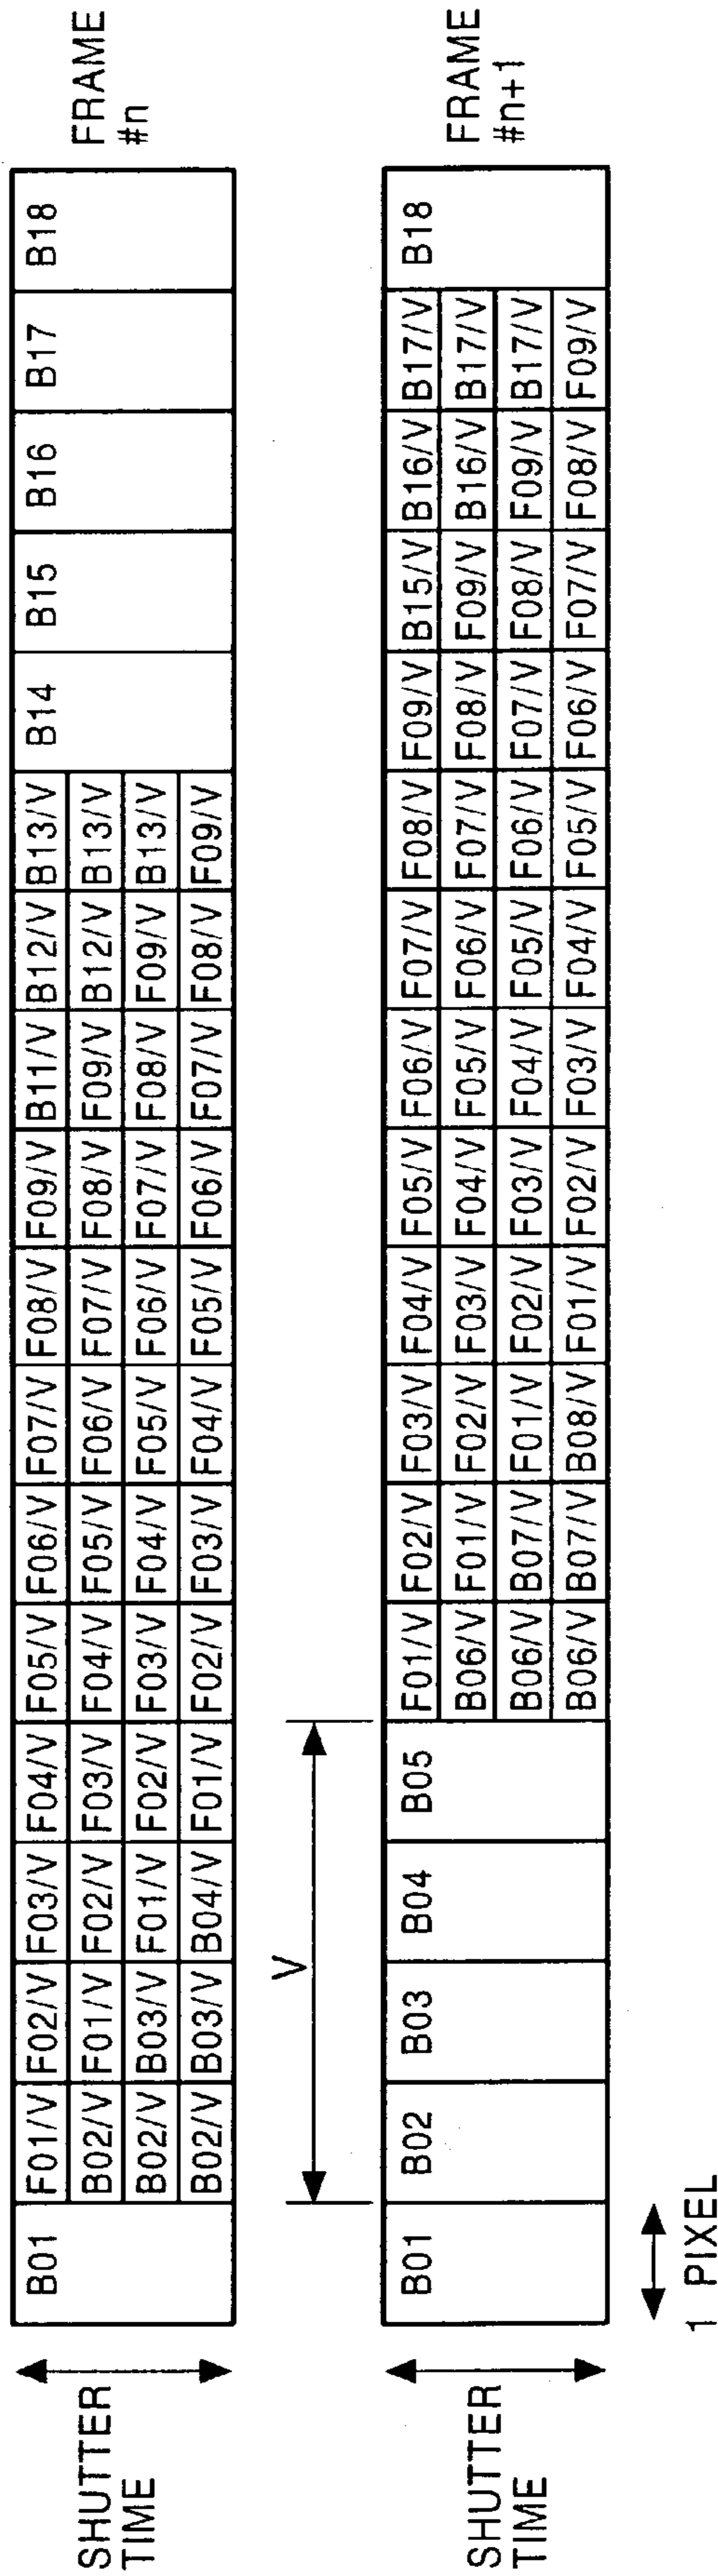 B01 F01/V F02/V F03/V F04/V F05/V F06/V F07/V F08/V F09/V B11/V B12/V B13/V B14 B15 B16 B17 B18
B02/V F01/V F02/V F03/V F04/V F05/V F06/V F07/V F08/V F09/V B12/V B13/V
B02/V B03/V F01/V F02/V F03/V F04/V F05/V F06/V F07/V F08/V F09/V B13/V
B02/V B03/V B04/V F01/V F02/V F03/V F04/V F05/V F06/V F07/V F08/V F09/V
SHUTTER
TIME
FRAME
#n
V
B01 B02 B03 B04 B05 F01/V F02/V F03/V F04/V F05/V F06/V F07/V F08/V F09/V B15/V B16/V B17/V B18
B06/V F01/V F02/V F03/V F04/V F05/V F06/V F07/V F08/V F09/V B16/V B17/V
B06/V B07/V F01/V F02/V F03/V F04/V F05/V F06/V F07/V F08/V F09/V B17/V
B06/V B07/V B08/V F01/V F02/V F03/V F04/V F05/V F06/V F07/V F08/V F09/V
SHUTTER
TIME
FRAME
#n+1
1 PIXEL